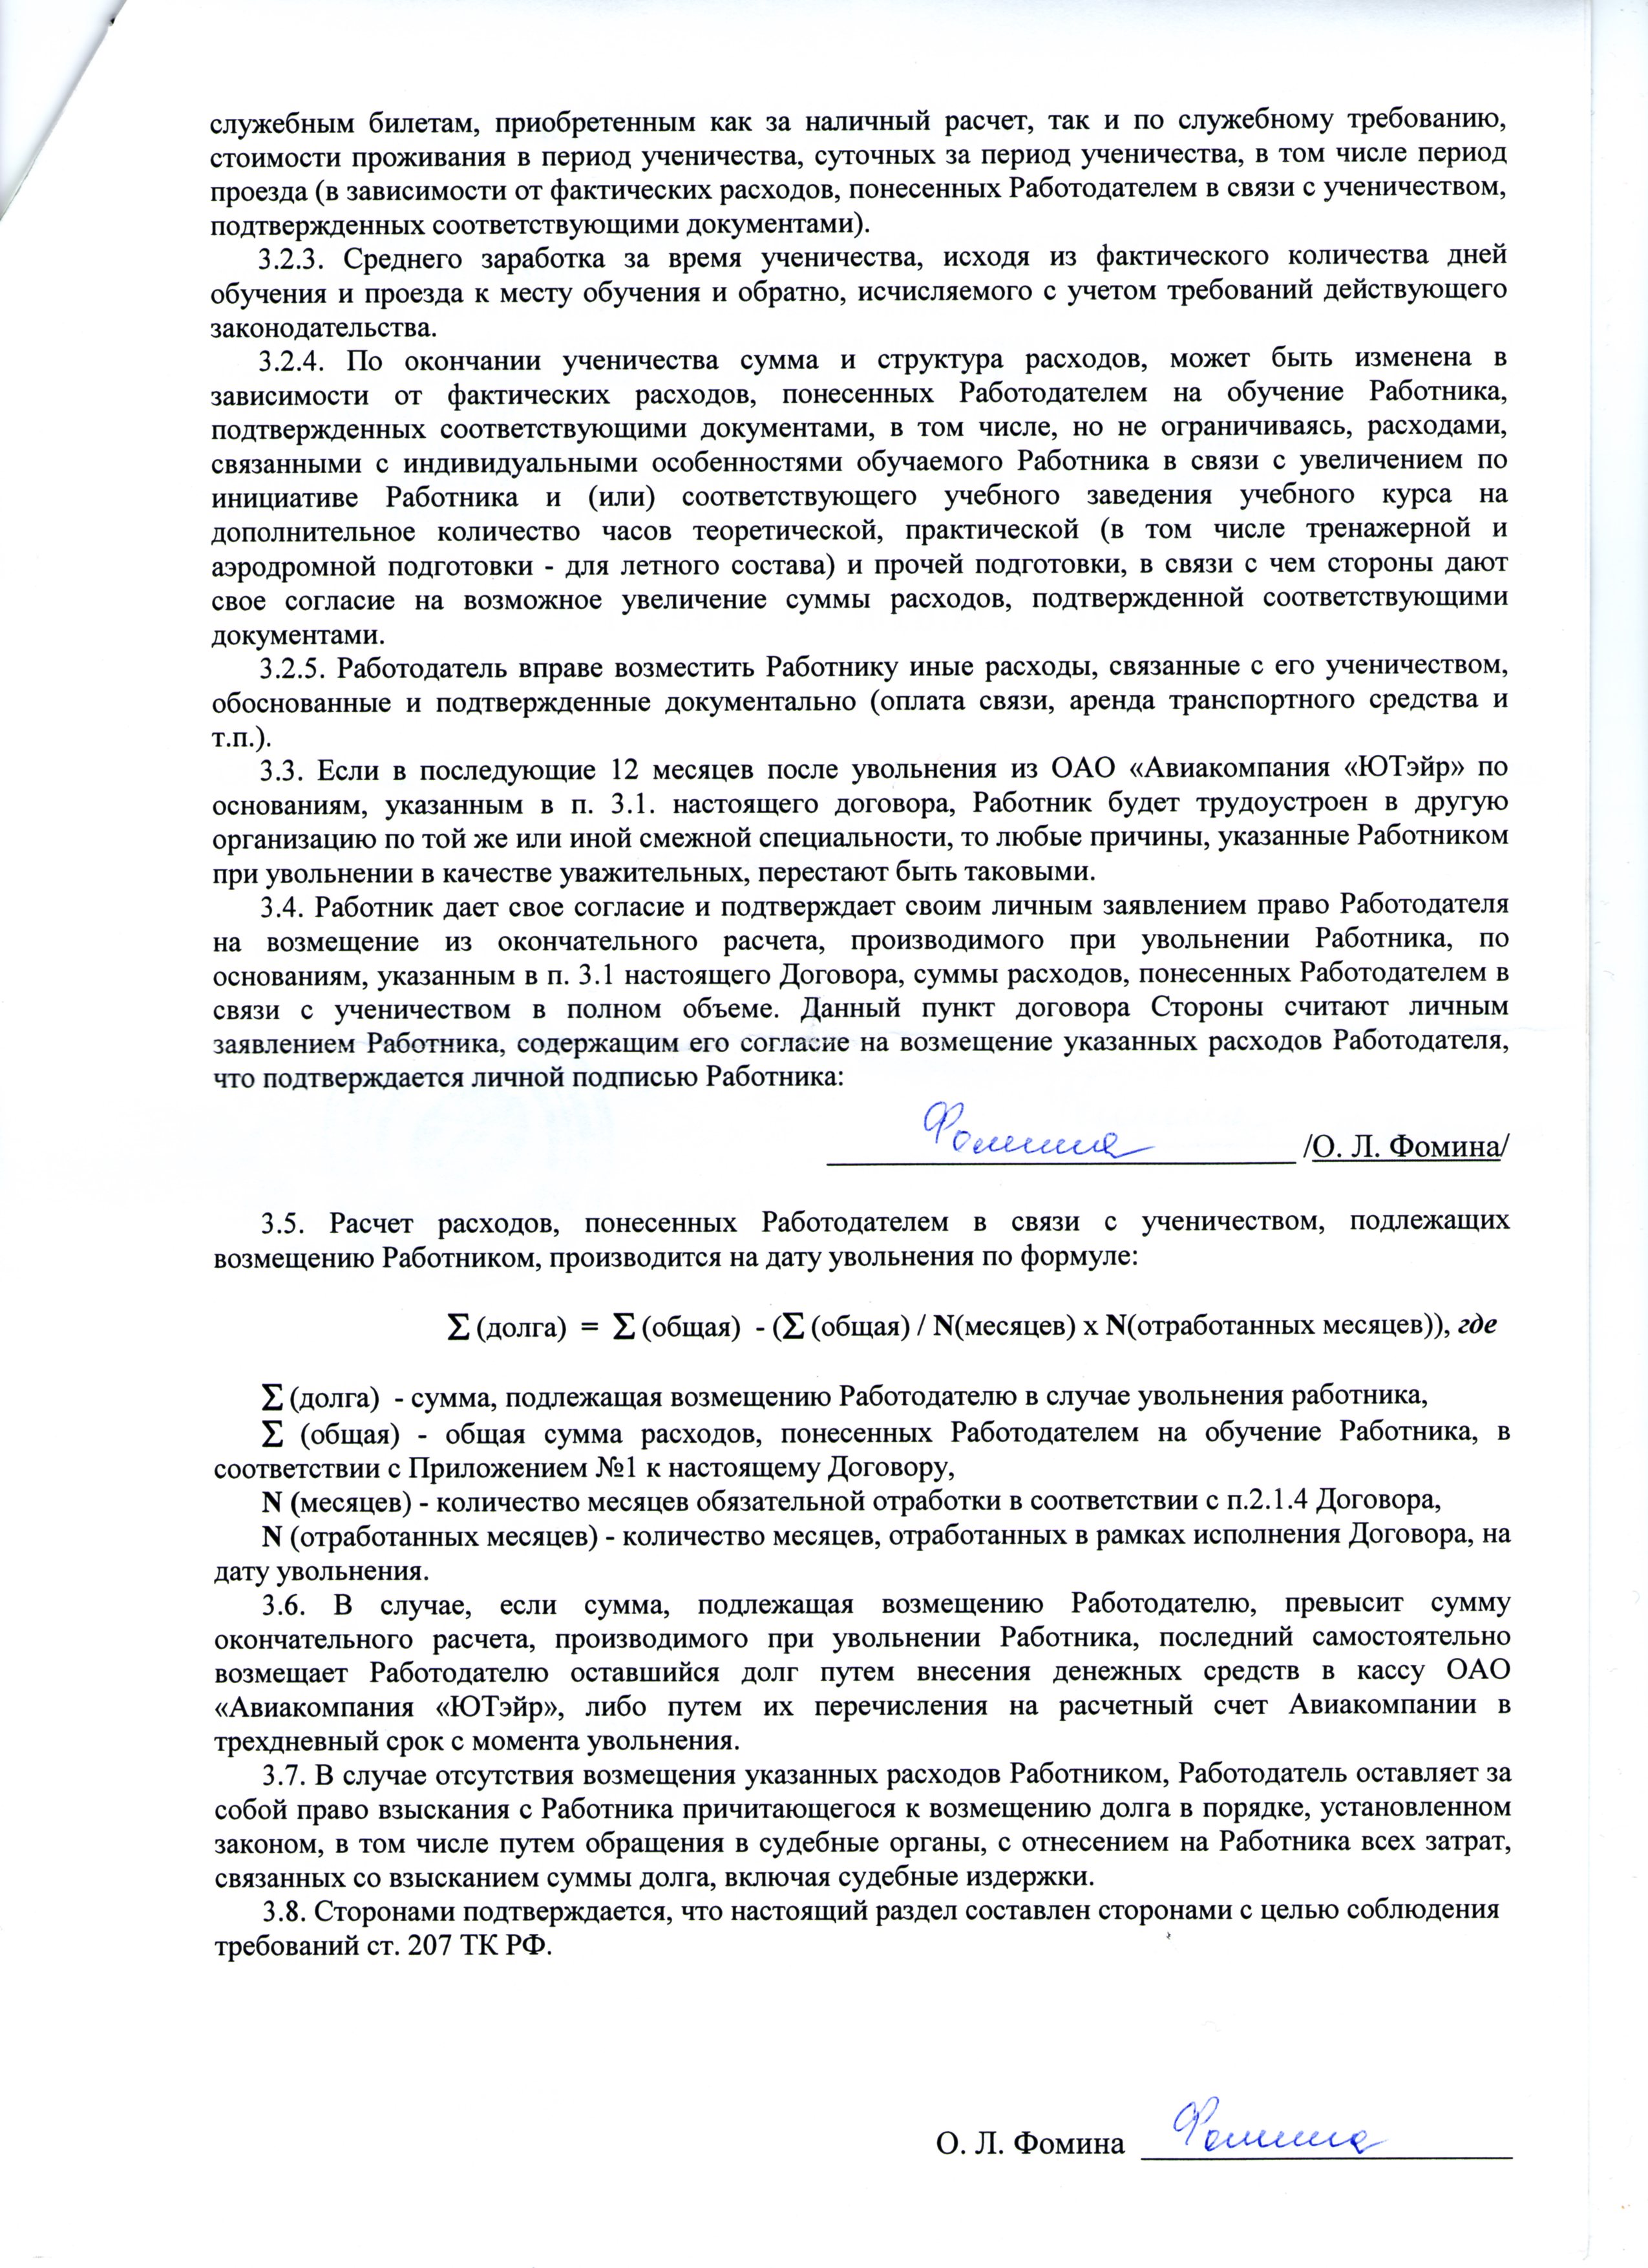 служебным билетам, приобретенным как за наличный расчет, так и по служебному требованию,
стоимости проживания в период ученичества, суточных за период ученичества, в том числе период
проезда (в зависимости от фактических расходов, понесенных Работодателем в связи с ученичеством,
подтвержденных соответствующими документами).
3.2.3. Среднего заработка за время ученичества, исходя из фактического количества дней
обучения и проезда к месту обучения и обратно, исчисляемого с учетом требований действующего
законодательства.
3.2.4. По окончании ученичества сумма и структура расходов, может быть изменена в
зависимости от фактических расходов, понесенных Работодателем на обучение Работника,
подтвержденных соответствующими документами, в том числе, но не ограничиваясь, расходами,
связанными с индивидуальными особенностями обучаемого Работника в связи с увеличением по
инициативе Работника и (или) соответствующего учебного заведения учебного курса на
дополнительное количество часов теоретической, практической (в том числе тренажерной и
аэродромной подготовки - для летного состава) и прочей подготовки, в связи с чем стороны дают
свое согласие на возможное увеличение суммы расходов, подтвержденной соответствующими
документами.
3.2.5. Работодатель вправе возместить Работнику иные расходы, связанные с его ученичеством,
обоснованные и подтвержденные документально (оплата связи, аренда транспортного средства и
т.п.).
3.3. Если в последующие 12 месяцев после увольнения из ОАО «Авиакомпания «ЮТэйр» по
основаниям, указанным в п. 3.1. настоящего договора, Работник будет трудоустроен в другую
организацию по той же или иной смежной специальности, то любые причины, указанные Работником
при увольнении в качестве уважительных, перестают быть таковыми.
3.4. Работник дает свое согласие и подтверждает своим личным заявлением право Работодателя
на возмещение из окончательного расчета, производимого при увольнении Работника, по
основаниям, указанным в п. 3.1 настоящего Договора, суммы расходов, понесенных Работодателем в
связи с ученичеством в полном объеме. Данный пункт договора Стороны считают личным
заявлением Работника, содержащим его согласие на возмещение указанных расходов Работодателя,
что подтверждается личной подписью Работника:
Фомина /О. Л. Фомина/
3.5. Расчет расходов, понесенных Работодателем в связи с ученичеством, подлежащих
возмещению Работником, производится на дату увольнения по формуле:
Σ (долга) = Σ (общая) - (Σ (общая) / N(месяцев) х N(отработанных месяцев)), где
Σ (долга) - сумма, подлежащая возмещению Работодателю в случае увольнения работника,
Σ (общая) - общая сумма расходов, понесенных Работодателем на обучение Работника, в
соответствии с Приложением №1 к настоящему Договору,
N (месяцев) - количество месяцев обязательной отработки в соответствии с п.2.1.4 Договора,
N (отработанных месяцев) - количество месяцев, отработанных в рамках исполнения Договора, на
дату увольнения.
3.6. В случае, если сумма, подлежащая возмещению Работодателю, превысит сумму
окончательного расчета, производимого при увольнении Работника, последний самостоятельно
возмещает Работодателю оставшийся долг путем внесения денежных средств в кассу ОАО
«Авиакомпания «ЮТэйр», либо путем их перечисления на расчетный счет Авиакомпании в
трехдневный срок с момента увольнения.
3.7. В случае отсутствия возмещения указанных расходов Работником, Работодатель оставляет за
собой право взыскания с Работника причитающегося к возмещению долга в порядке, установленном
законом, в том числе путем обращения в судебные органы, с отнесением на Работника всех затрат,
связанных со взысканием суммы долга, включая судебные издержки.
3.8. Сторонами подтверждается, что настоящий раздел составлен сторонами с целью соблюдения
требований ст. 207 ТК РФ.
О. Л. Фомина Фомина